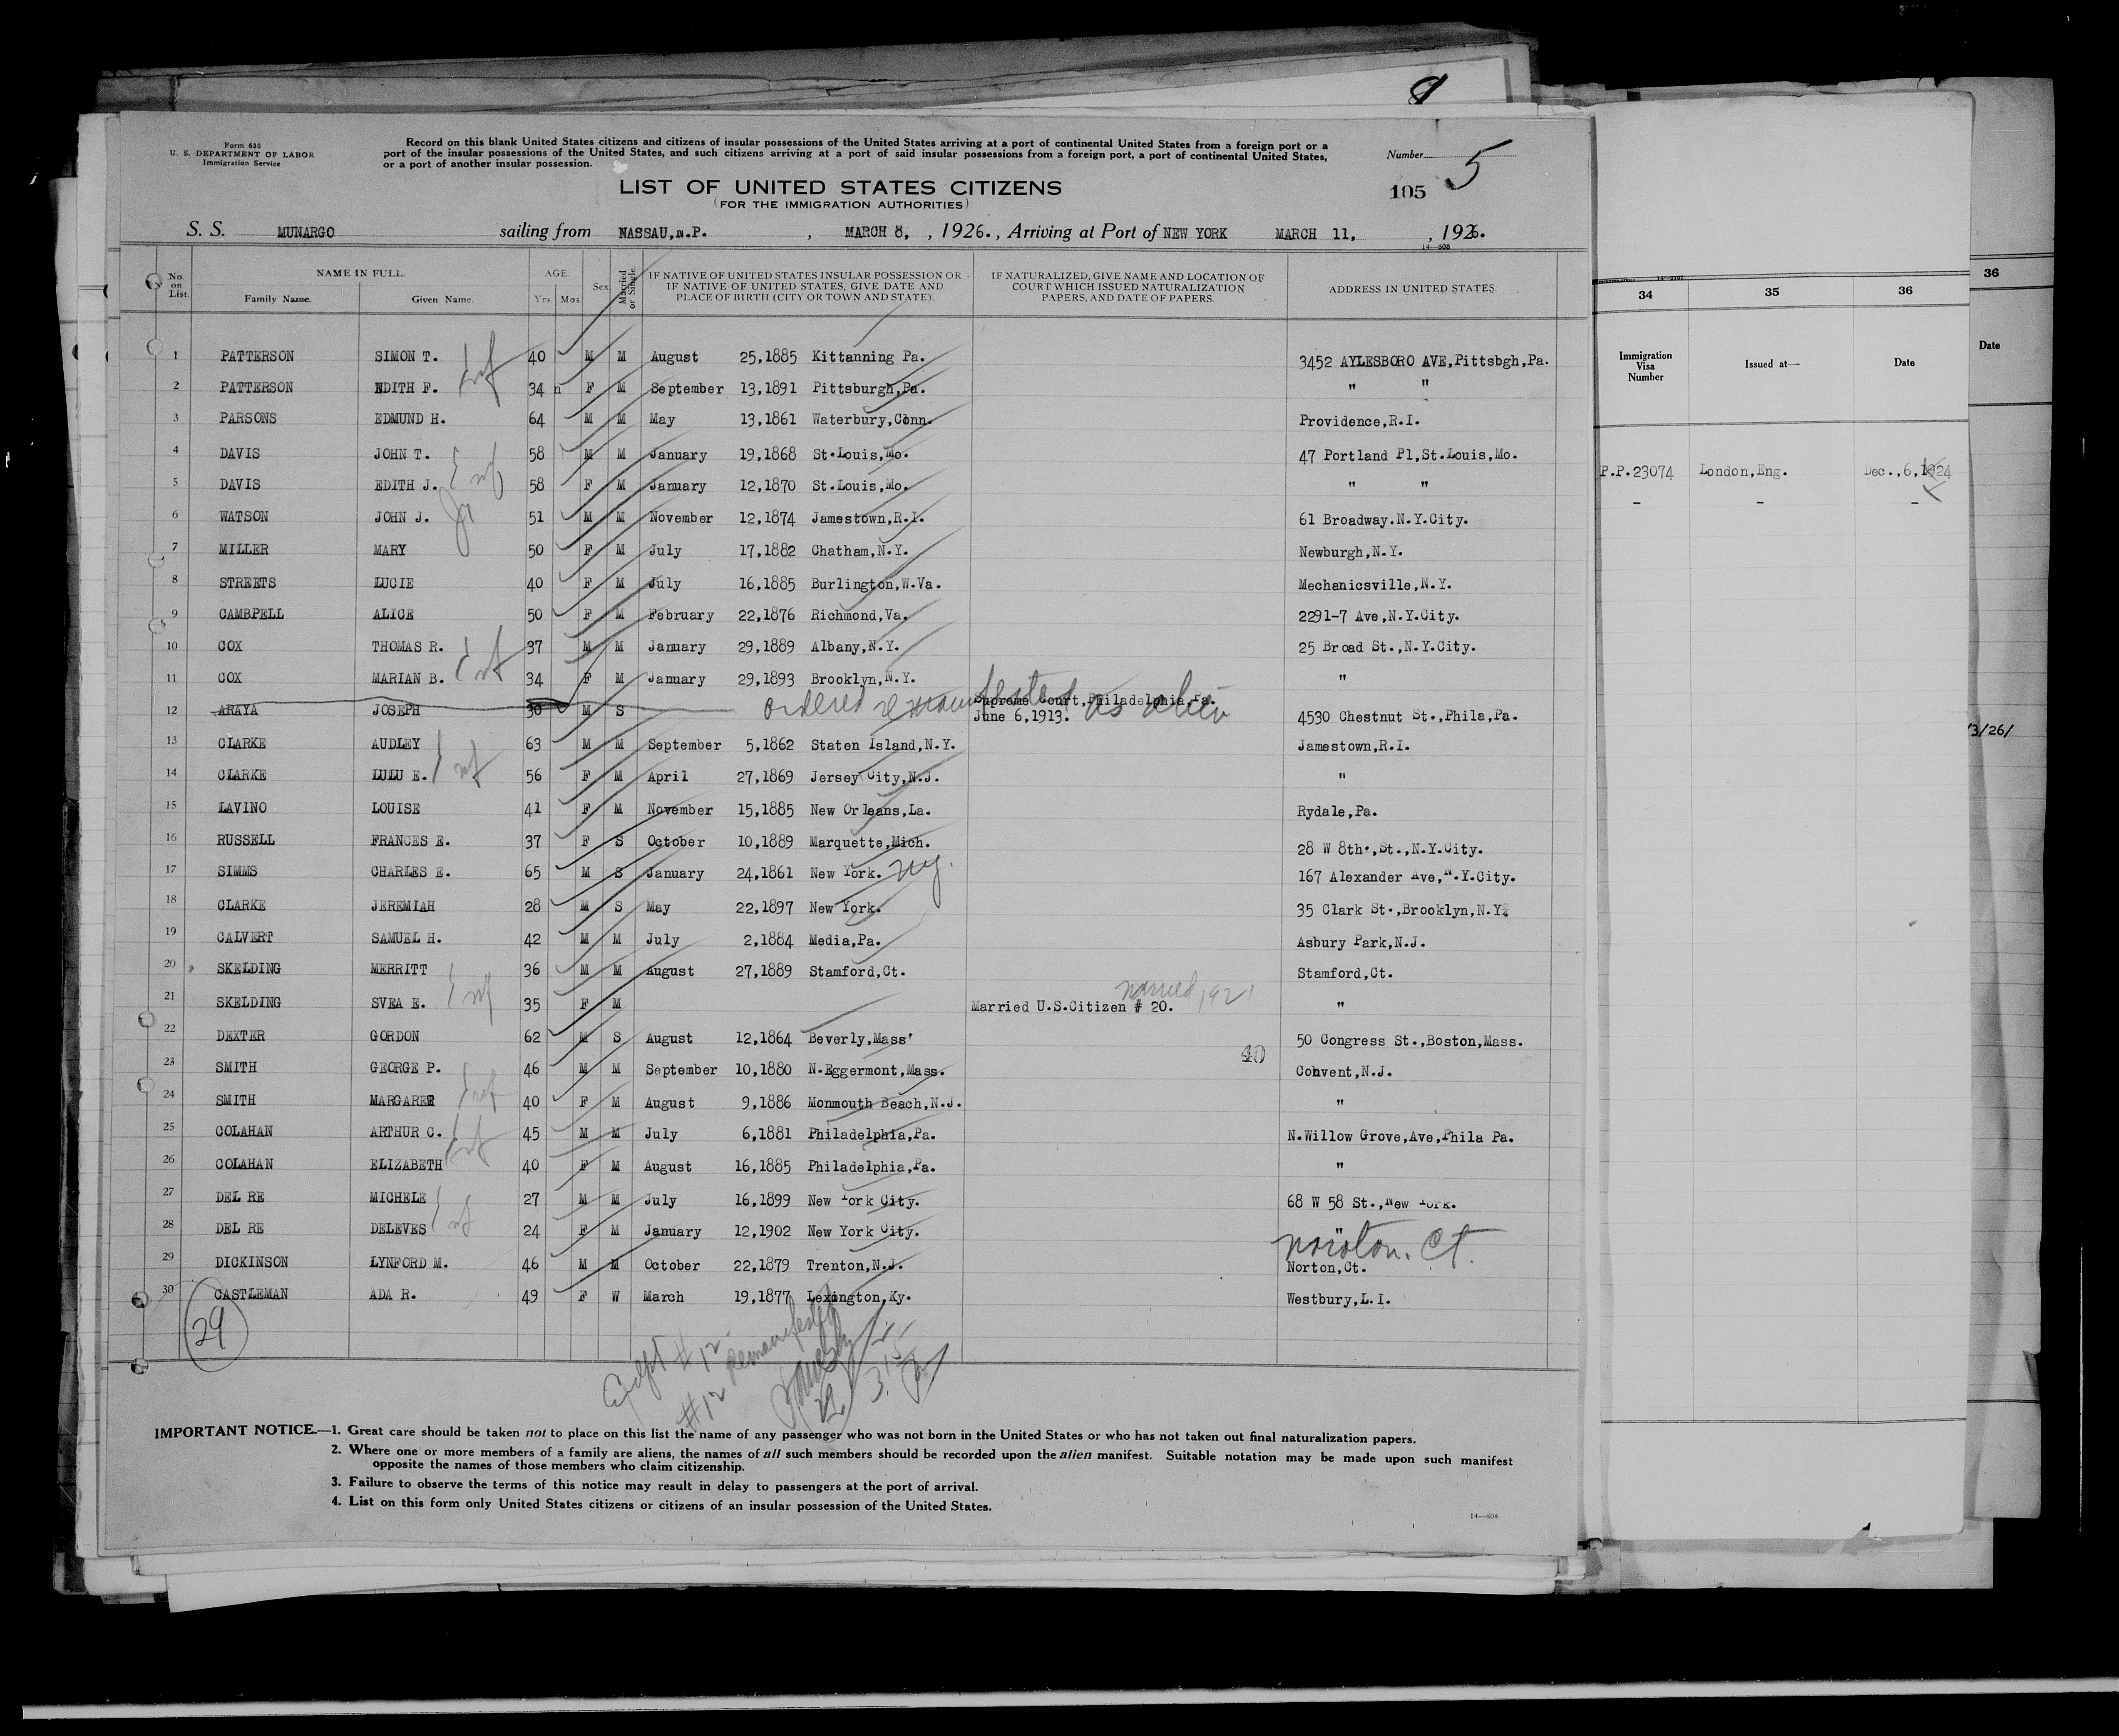 Form 630
U. S. DEPARTMENT OF LABOR
Immigration Service
Record on this blank United States citizens and citizens of insular possessions of the United States arriving at a port of continental United States from a foreign port or a
port of the insular possessions of the United States, and such citizens arriving at a port of said insular possessions from a foreign port, a port of continental United States,
or a port of another insular possession.
Number 5
105
LIST OF UNITED STATES CITIZENS
(FOR THE IMMIGRATION AUTHORITIES)
S. S. MUNARGO sailing from NASSAU,N.P. , MARCH 8, , 1926. , Arriving at Port of NEW YORK MARCH 11, , 1926.
14—608
No. on List. NAME IN FULL. Family Name. Given Name. AGE. Yrs. Mos. Sex. Married or Single. IF NATIVE OF UNITED STATES INSULAR POSSESSION OR IF NATIVE OF UNITED STATES, GIVE DATE AND PLACE OF BIRTH (CITY OR TOWN AND STATE). IF NATURALIZED, GIVE NAME AND LOCATION OF COURT WHICH ISSUED NATURALIZATION PAPERS, AND DATE OF PAPERS. ADDRESS IN UNITED STATES.
1 PATTERSON SIMON T. 40 M M August 25,1885 Kittanning Pa. 3452 AYLESBORO AVE,Pittsbgh,Pa.
2 PATTERSON EDITH F. 34 n F M September 13,1891 Pittsburgh,Pa. " "
3 PARSONS EDMUND H. 64 M M May 13,1861 Waterbury,Conn. Providence,R.I.
4 DAVIS JOHN T. 58 M M January 19,1868 St.Louis,Mo. 47 Portland Pl,St.Louis,Mo.
5 DAVIS EDITH J. 58 F M January 12,1870 St.Louis,Mo. " "
6 WATSON JOHN J. 51 M M November 12,1874 Jamestown,R.I. 61 Broadway.N.Y.City.
7 MILLER MARY 50 F M July 17,1882 Chatham,N.Y. Newburgh,N.Y.
8 STREETS LUCIE 40 F M July 16,1885 Burlington,W.Va. Mechanicsville,N.Y.
9 CAMBPELL ALICE 50 F M February 22,1876 Richmond,Va. 2291-7 Ave,N.Y.City.
10 COX THOMAS R. 37 M M January 29,1889 Albany,N.Y. 25 Broad St.,N.Y.City.
11 COX MARIAN B. 34 F M January 29,1893 Brooklyn,N.Y. "
12 ARAYA JOSEPH 30 M S ordered remanifested as alien Supreme Court,Philadelphia,Pa. June 6,1913. 4530 Chestnut St.,Phila,Pa.
13 CLARKE AUDLEY 63 M M September 5,1862 Staten Island,N.Y. Jamestown,R.I.
14 CLARKE LULU E. 56 F M April 27,1869 Jersey City,N.J. "
15 LAVINO LOUISE 41 F M November 15,1885 New Orleans,La. Rydale,Pa.
16 RUSSELL FRANCES E. 37 F S October 10,1889 Marquette,Mich. 28 W 8th.,St.,N.Y.City.
17 SIMMS CHARLES E. 65 M S January 24,1861 New York. NY. 167 Alexander Ave,N.Y.City.
18 CLARKE JEREMIAH 28 M S May 22,1897 New York. 35 Clark St.,Brooklyn,N.Y.
19 CALVERT SAMUEL H. 42 M M July 2,1884 Media,Pa. Asbury Park,N.J.
20 SKELDING MERRITT 36 M M August 27,1889 Stamford,Ct. Stamford,Ct.
21 SKELDING SVEA E. 35 F M Married U.S.Citizen # 20. married 1921 "
22 DEXTER GORDON 62 M S August 12,1864 Beverly,Mass' 50 Congress St.,Boston,Mass.
23 SMITH GEORGE P. 46 M M September 10,1880 N.Eggermont,Mass. 40 Convent,N.J.
24 SMITH MARGARER 40 F M August 9,1886 Monmouth Beach,N.J. "
25 COLAHAN ARTHUR C. 45 M M July 6,1881 Philadelphia,Pa. N.Willow Grove,Ave,Phila Pa.
26 COLAHAN ELIZABETH 40 F M August 16,1885 Philadelphia,Pa. "
27 DEL RE MICHELE 27 M M July 16,1899 New York City. 68 W 58 St.,New York.
28 DEL RE DELEVES 24 F M January 12,1902 New York City. "
Noroton. Ct.
29 DICKINSON LYNFORD M. 46 M M October 22,1879 Trenton,N.J. Norton,Ct.
30 CASTLEMAN ADA R. 49 F W March 19,1877 Lexington,Ky. Westbury,L.I.
29
Except #12
#12 Remanifested
IMPORTANT NOTICE.—1. Great care should be taken not to place on this list the name of any passenger who was not born in the United States or who has not taken out final naturalization papers.
2. Where one or more members of a family are aliens, the names of all such members should be recorded upon the alien manifest. Suitable notation may be made upon such manifest
opposite the names of those members who claim citizenship.
3. Failure to observe the terms of this notice may result in delay to passengers at the port of arrival.
4. List on this form only United States citizens or citizens of an insular possession of the United States.
14—608
34 35 36
Immigration Visa Number Issued at— Date
P.P.23074 London,Eng. Dec.,6,1924
– – –
36
Date
/3/26/